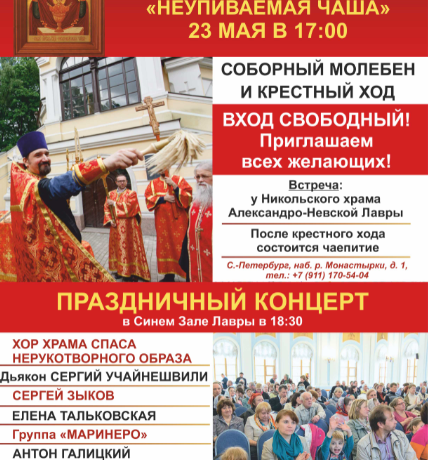 «НЕУПИВАЕМАЯ ЧАША»
23 МАЯ В 17:00
СОБОРНЫЙ МОЛЕБЕН
И КРЕСТНЫЙ ХОД
ВХОД СВОБОДНЫЙ!
Приглашаем
всех желающих!
Встреча:
у Никольского храма
Александро-Невской Лавры
После крестного хода
состоится чаепитие
С.-Петербург, наб. р. Монастырки, д. 1,
тел.: +7 (911) 170-54-04
ПРАЗДНИЧНЫЙ КОНЦЕРТ
в Синем Зале Лавры в 18:30
ХОР ХРАМА СПАСА
НЕРУКОТВОРНОГО ОБРАЗА
Дьякон СЕРГИЙ УЧАЙНЕШВИЛИ
СЕРГЕЙ ЗЫКОВ
ЕЛЕНА ТАЛЬКОВСКАЯ
Группа «МАРИНЕРО»
АНТОН ГАЛИЦКИЙ